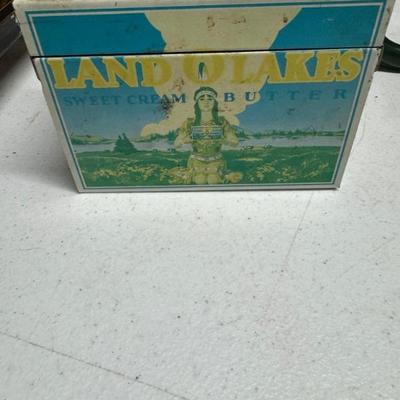 LAND O'LAKES
SWEET CREAM BUTTER